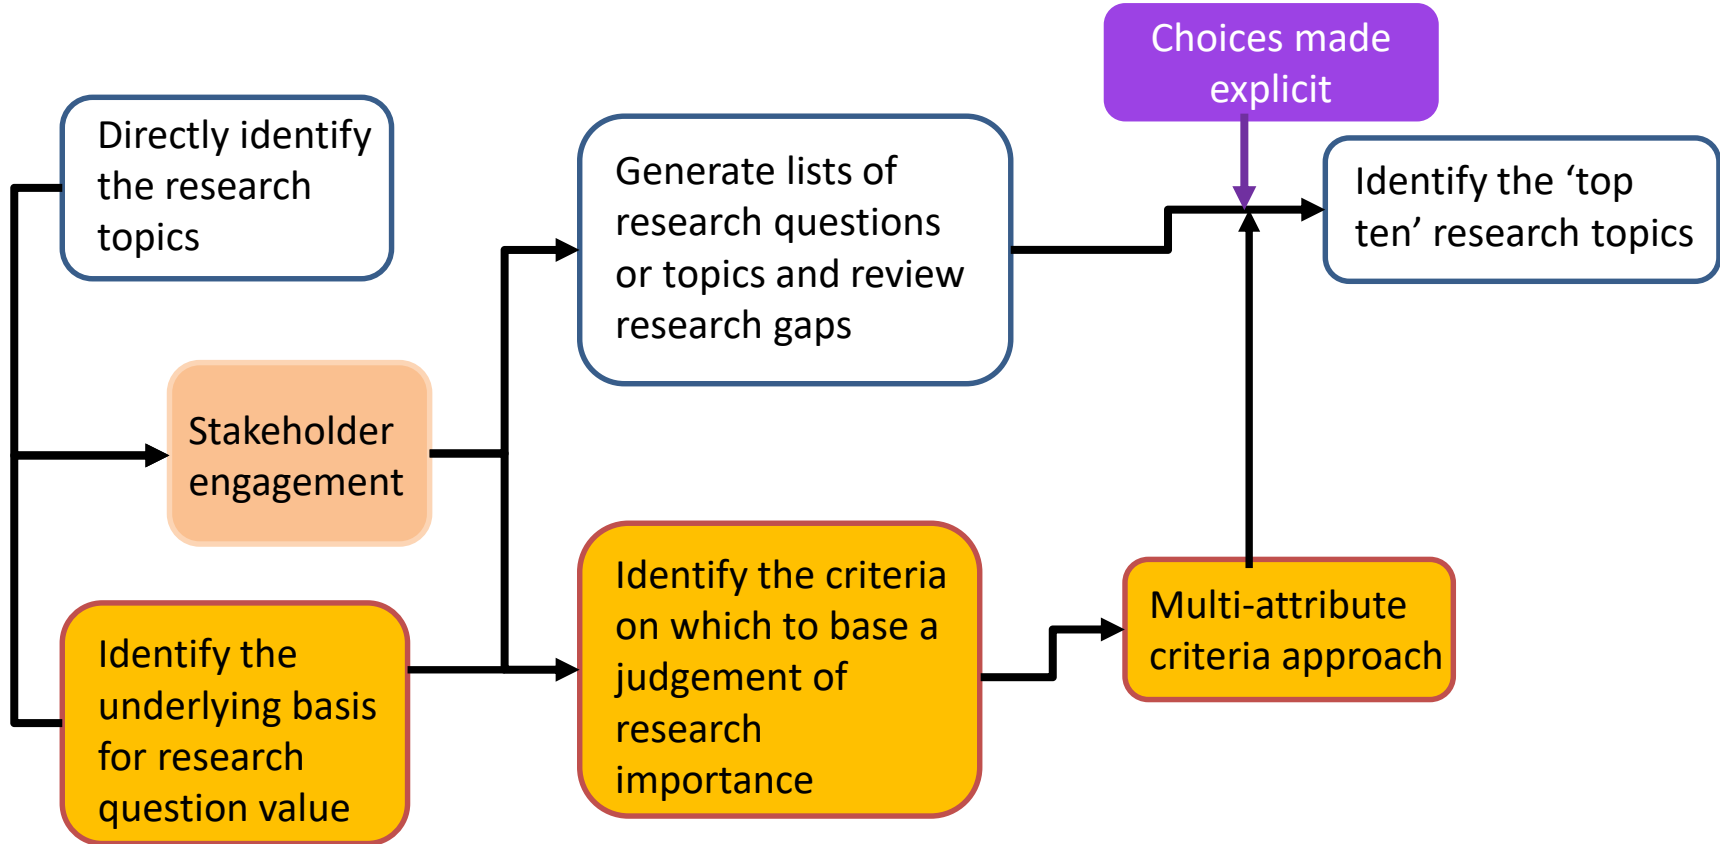 Choices made
explicit
Directly identify
the research
topics
Generate lists of
research questions
or topics and review
research gaps
Identify the ‘top
ten’ research topics
Stakeholder
engagement
Identify the criteria
on which to base a
judgement of
research
importance
Multi-attribute
criteria approach
Identify the
underlying basis
for research
question value